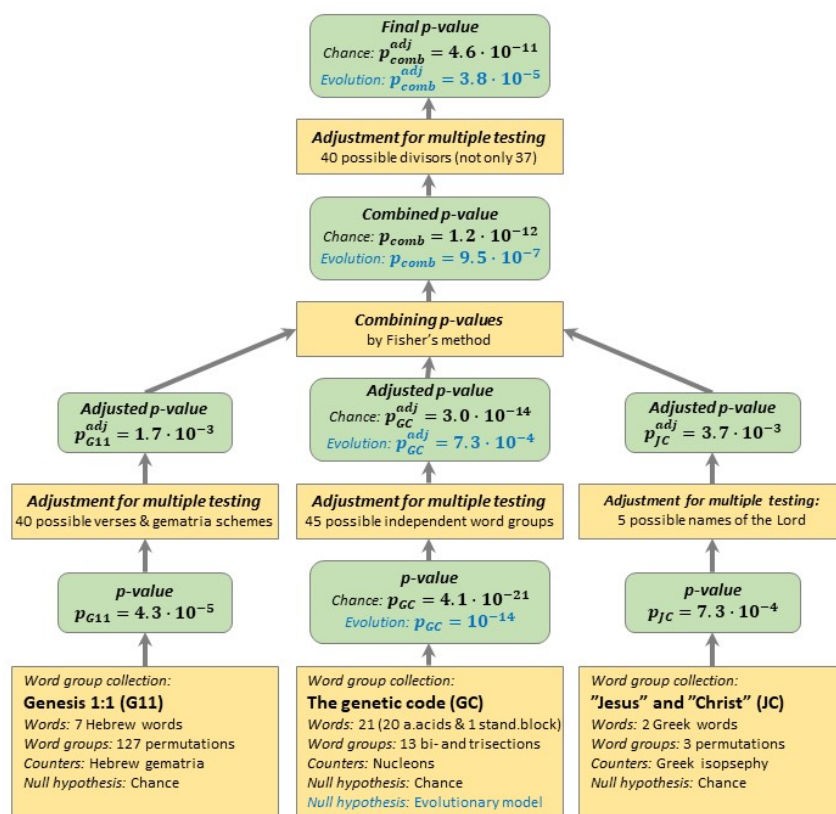 Final p-value
Chance: p_comb^adj = 4.6 · 10⁻¹¹
Evolution: p_comb^adj = 3.8 · 10⁻⁵
Adjustment for multiple testing
40 possible divisors (not only 37)
Combined p-value
Chance: p_comb = 1.2 · 10⁻¹²
Evolution: p_comb = 9.5 · 10⁻⁷
Combining p-values
by Fisher's method
Adjusted p-value
p_G11^adj = 1.7 · 10⁻³
Adjusted p-value
Chance: p_GC^adj = 3.0 · 10⁻¹⁴
Evolution: p_GC^adj = 7.3 · 10⁻⁴
Adjusted p-value
p_JC^adj = 3.7 · 10⁻³
Adjustment for multiple testing
40 possible verses & gematria schemes
Adjustment for multiple testing
45 possible independent word groups
Adjustment for multiple testing:
5 possible names of the Lord
p-value
p_G11 = 4.3 · 10⁻⁵
p-value
Chance: p_GC = 4.1 · 10⁻²¹
Evolution: p_GC = 10⁻¹⁴
p-value
p_JC = 7.3 · 10⁻⁴
Word group collection:
Genesis 1:1 (G11)
Words: 7 Hebrew words
Word groups: 127 permutations
Counters: Hebrew gematria
Null hypothesis: Chance
Word group collection:
The genetic code (GC)
Words: 21 (20 a.acids & 1 stand.block)
Word groups: 13 bi- and trisections
Counters: Nucleons
Null hypothesis: Chance
Null hypothesis: Evolutionary model
Word group collection:
"Jesus" and "Christ" (JC)
Words: 2 Greek words
Word groups: 3 permutations
Counters: Greek isopsephy
Null hypothesis: Chance